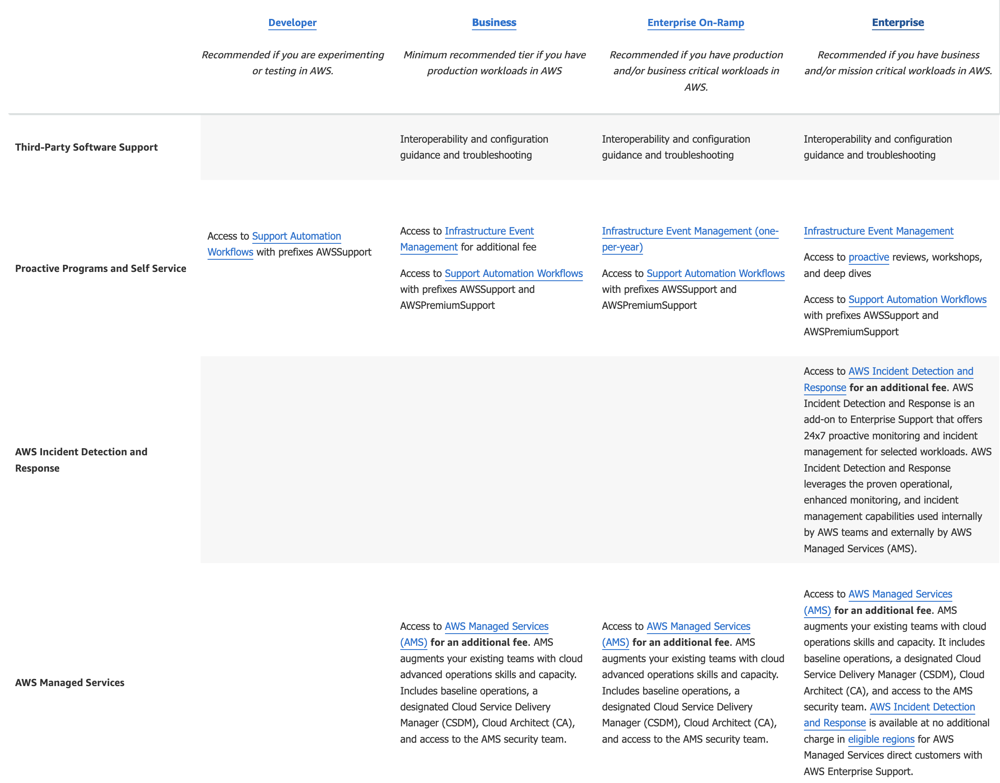 Developer
Business
Enterprise On-Ramp
Enterprise
Recommended if you are experimenting
or testing in AWS.
Minimum recommended tier if you have
production workloads in AWS
Recommended if you have production
and/or business critical workloads in
AWS.
Recommended if you have business
and/or mission critical workloads in AWS.
Third-Party Software Support
Interoperability and configuration
guidance and troubleshooting
Interoperability and configuration
guidance and troubleshooting
Interoperability and configuration
guidance and troubleshooting
Proactive Programs and Self Service
Access to Support Automation
Workflows with prefixes AWSSupport
Access to Infrastructure Event
Management for additional fee
Access to Support Automation Workflows
with prefixes AWSSupport and
AWSPremiumSupport
Infrastructure Event Management (one-
per-year)
Access to Support Automation Workflows
with prefixes AWSSupport and
AWSPremiumSupport
Infrastructure Event Management
Access to proactive reviews, workshops,
and deep dives
Access to Support Automation Workflows
with prefixes AWSSupport and
AWSPremiumSupport
AWS Incident Detection and
Response
Access to AWS Incident Detection and
Response for an additional fee. AWS
Incident Detection and Response is an
add-on to Enterprise Support that offers
24x7 proactive monitoring and incident
management for selected workloads. AWS
Incident Detection and Response
leverages the proven operational,
enhanced monitoring, and incident
management capabilities used internally
by AWS teams and externally by AWS
Managed Services (AMS).
AWS Managed Services
Access to AWS Managed Services
(AMS) for an additional fee. AMS
augments your existing teams with cloud
advanced operations skills and capacity.
Includes baseline operations, a
designated Cloud Service Delivery
Manager (CSDM), Cloud Architect (CA),
and access to the AMS security team.
Access to AWS Managed Services
(AMS) for an additional fee. AMS
augments your existing teams with cloud
advanced operations skills and capacity.
Includes baseline operations, a
designated Cloud Service Delivery
Manager (CSDM), Cloud Architect (CA),
and access to the AMS security team.
Access to AWS Managed Services
(AMS) for an additional fee. AMS
augments your existing teams with cloud
operations skills and capacity. It includes
baseline operations, a designated Cloud
Service Delivery Manager (CSDM), Cloud
Architect (CA), and access to the AMS
security team. AWS Incident Detection
and Response is available at no additional
charge in eligible regions for AWS
Managed Services direct customers with
AWS Enterprise Support.